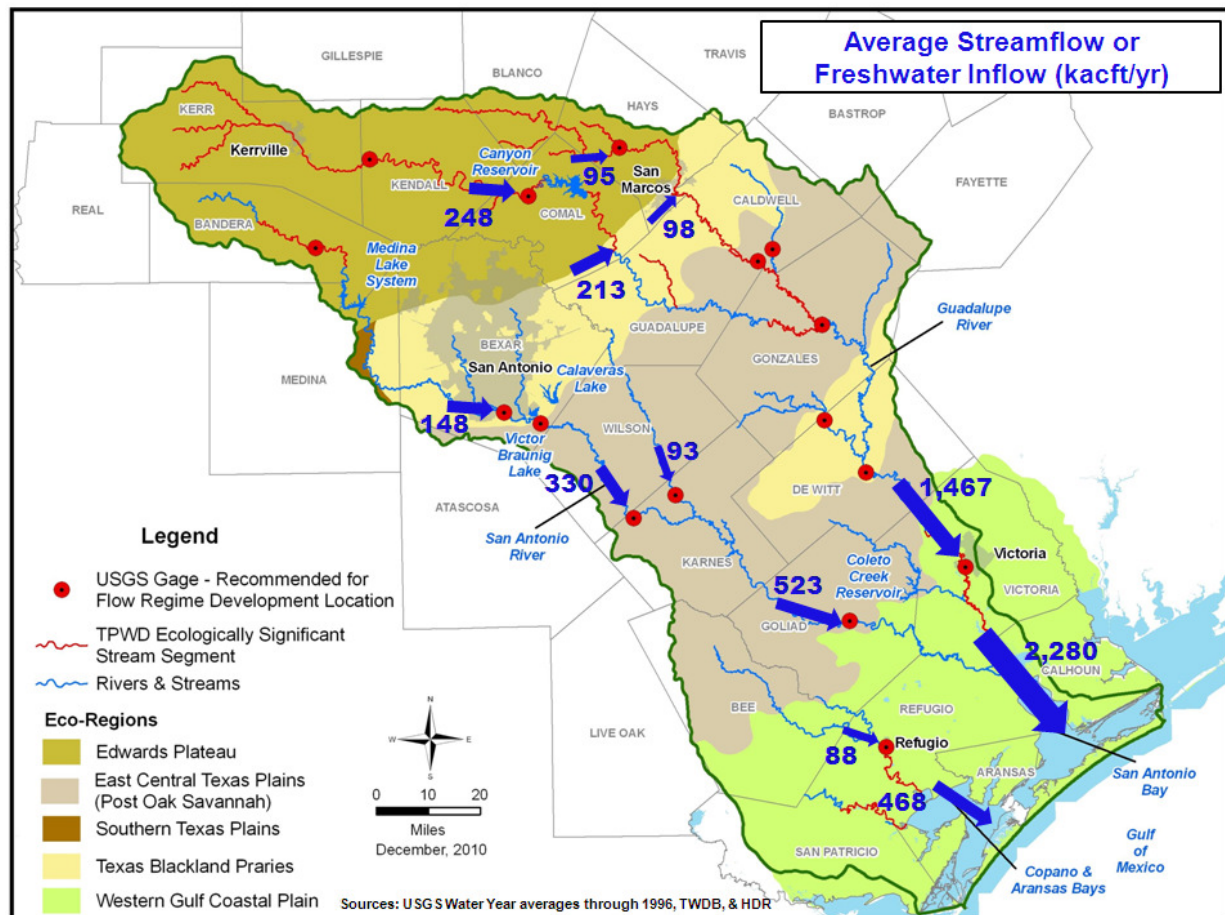 Average Streamflow or
Freshwater Inflow (kacft/yr)
GILLESPIE
BLANCO
TRAVIS
HAYS
BASTROP
KERR
Kerrville
Canyon
Reservoir
95
San
Marcos
FAYETTE
REAL
KENDALL
248
COMAL
98
CALDWELL
BANDERA
Medina
Lake
System
213
GUADALUPE
Guadalupe
River
GONZALES
MEDINA
BEXAR
San Antonio
Calaveras
Lake
148
Victor
Braunig
Lake
WILSON
93
330
DE WITT
1,467
ATASCOSA
San Antonio
River
KARNES
Coleto
Creek
Reservoir
Victoria
VICTORIA
523
GOLIAD
2,280
CALHOUN
BEE
REFUGIO
LIVE OAK
88
Refugio
ARANSAS
San Antonio
Bay
468
SAN PATRICIO
Copano &
Aransas Bays
Gulf
of
Mexico
Legend
USGS Gage - Recommended for
Flow Regime Development Location
TPWD Ecologically Significant
Stream Segment
Rivers & Streams
Eco-Regions
Edwards Plateau
East Central Texas Plains
(Post Oak Savannah)
Southern Texas Plains
Texas Blackland Praries
Western Gulf Coastal Plain
N
W
E
S
0 10 20
Miles
December, 2010
Sources: USGS Water Year averages through 1996, TWDB, & HDR